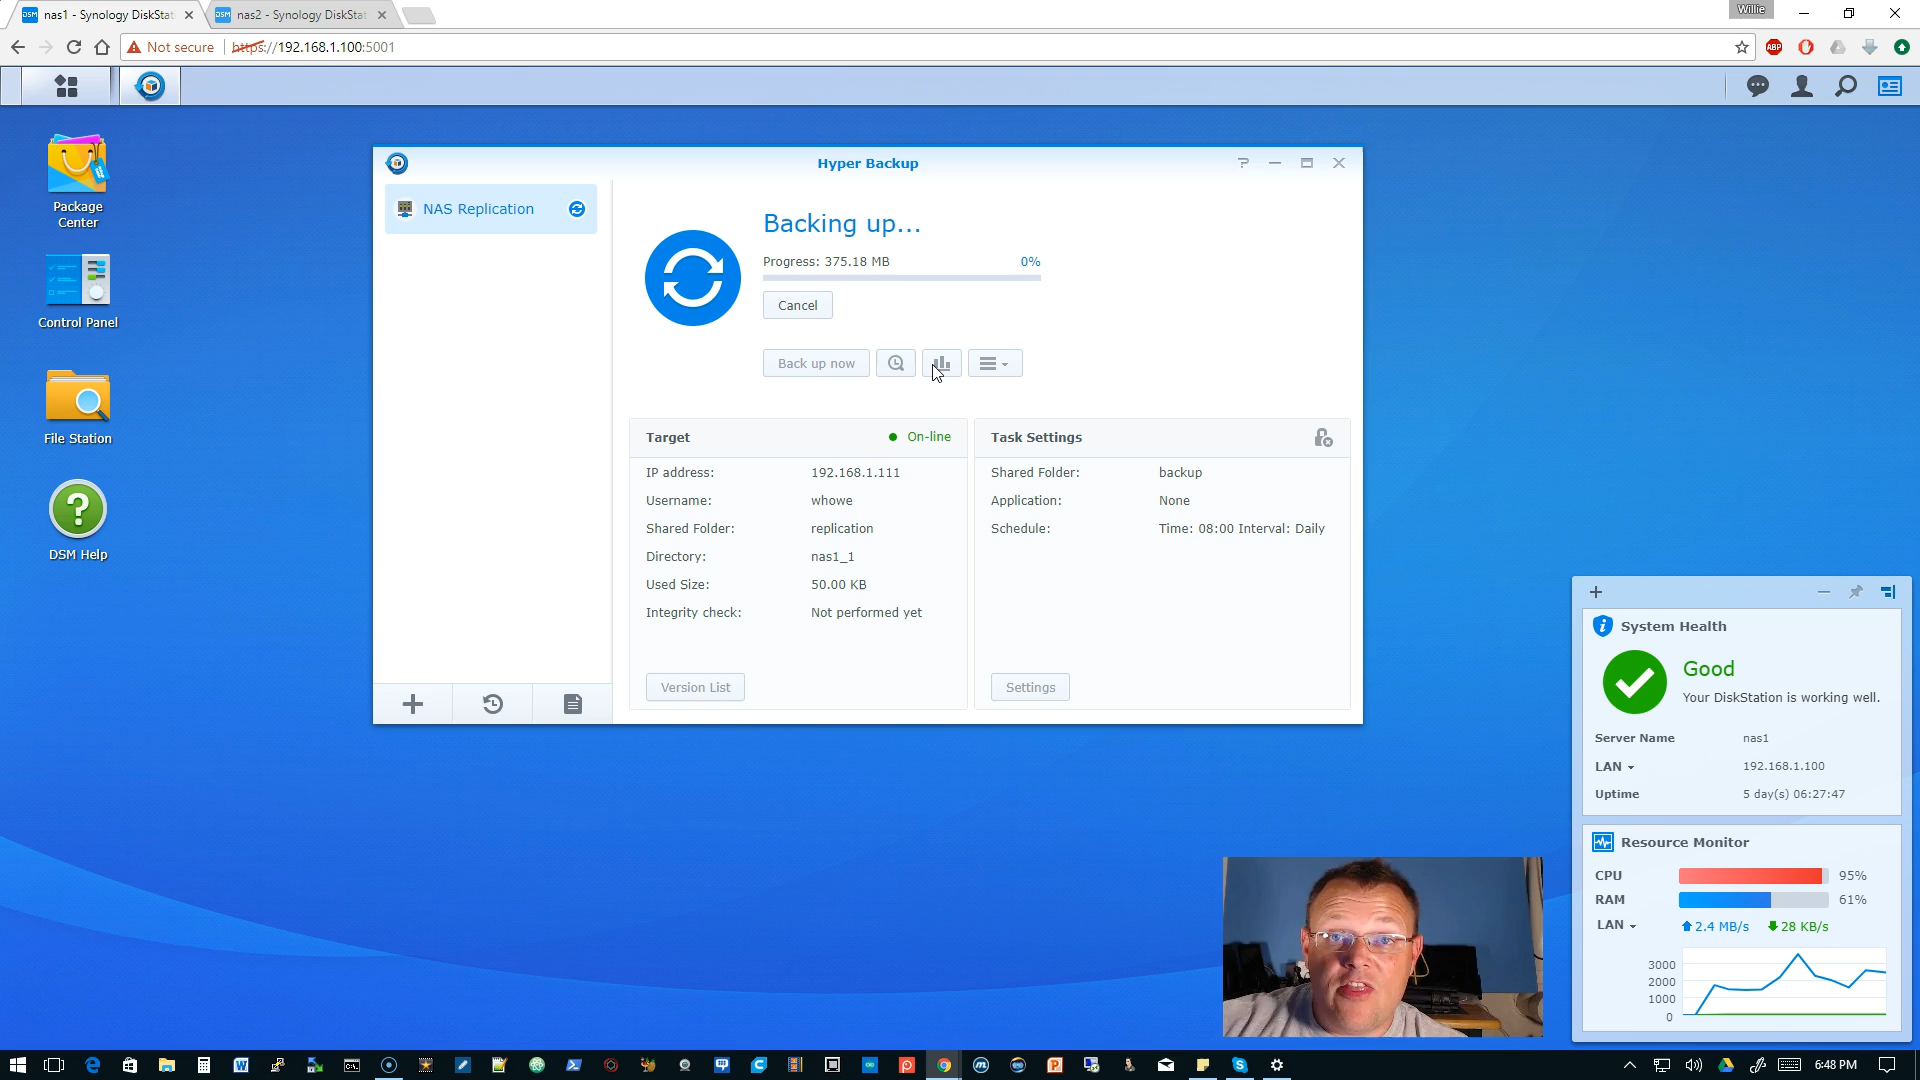 nas1 - Synology DiskStat
nas2 - Synology DiskStat
Willie
Not secure
https://192.168.1.100:5001
ABP
Package
Center
Control Panel
File Station
DSM Help
Hyper Backup
NAS Replication
Backing up...
Progress: 375.18 MB
0%
Cancel
Back up now
Target
On-line
IP address: 192.168.1.111
Username: whowe
Shared Folder: replication
Directory: nas1_1
Used Size: 50.00 KB
Integrity check: Not performed yet
Version List
Task Settings
Shared Folder: backup
Application: None
Schedule: Time: 08:00 Interval: Daily
Settings
System Health
Good
Your DiskStation is working well.
Server Name nas1
LAN 192.168.1.100
Uptime 5 day(s) 06:27:47
Resource Monitor
CPU 95%
RAM 61%
LAN 2.4 MB/s 28 KB/s
3000
2000
1000
0
6:48 PM